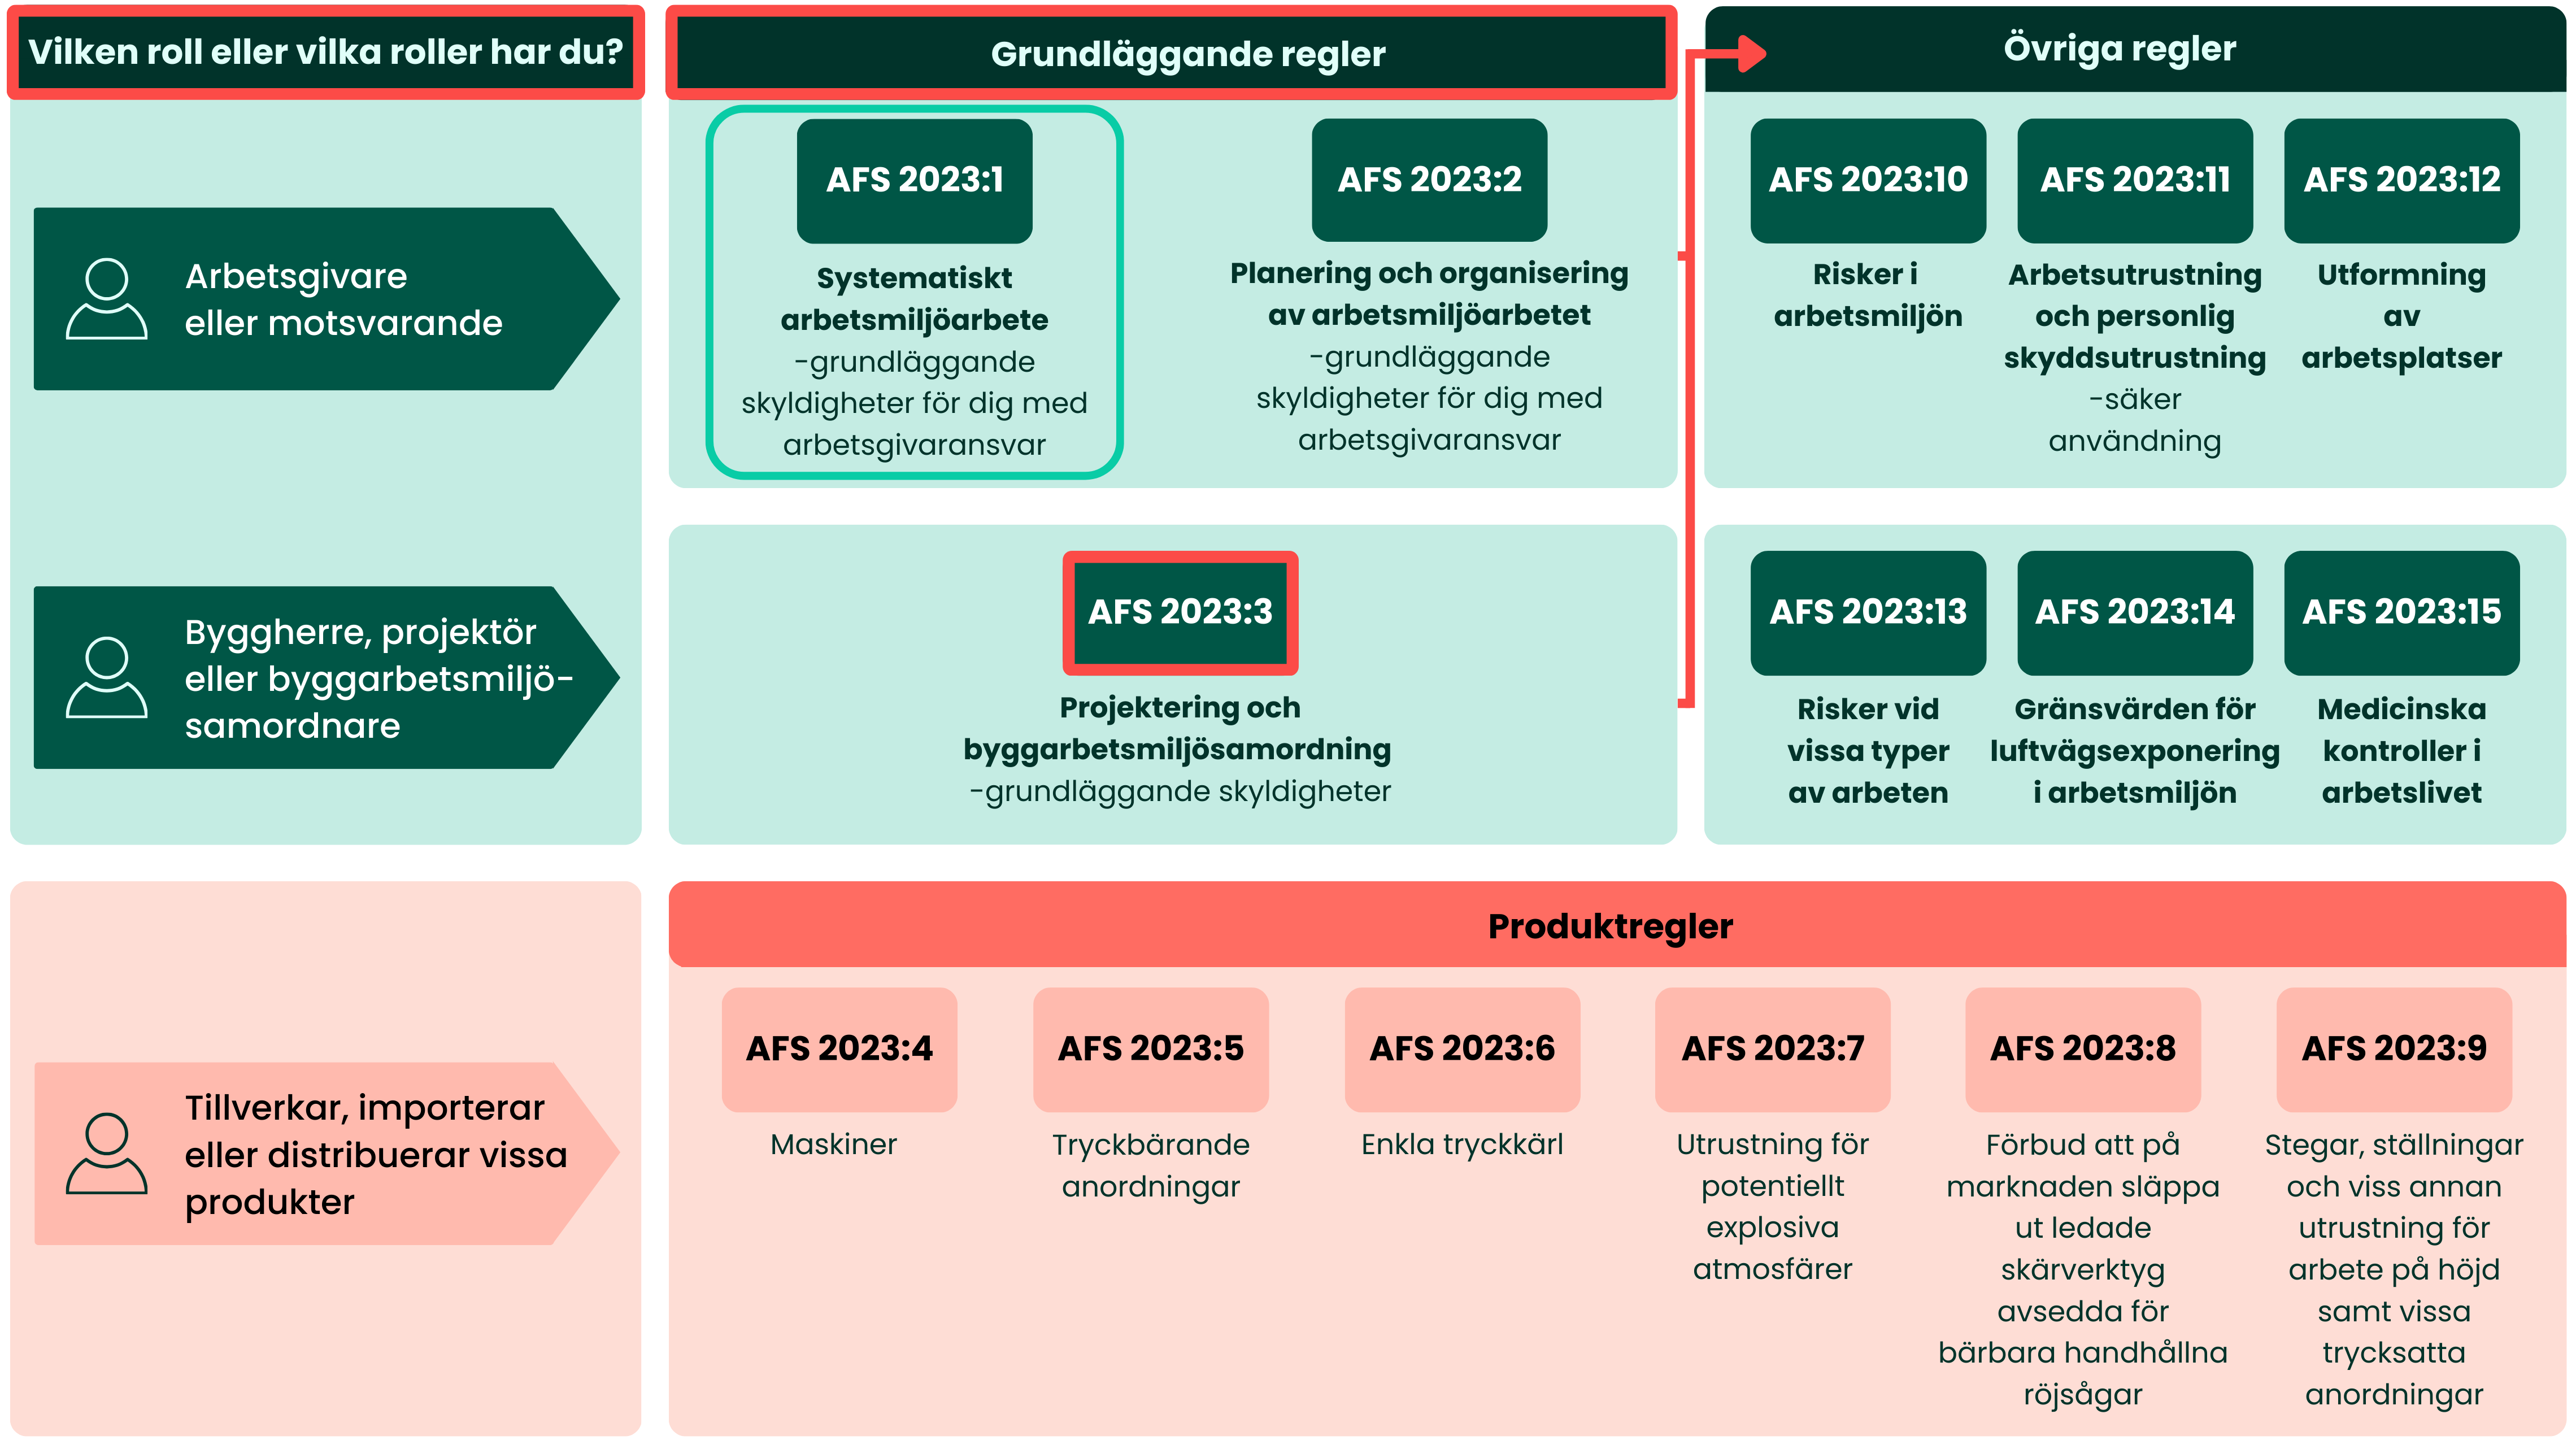 Vilken roll eller vilka roller har du?
Arbetsgivare
eller motsvarande
Byggherre, projektör
eller byggarbetsmiljö-
samordnare
Grundläggande regler
AFS 2023:1
Systematiskt
arbetsmiljöarbete
-grundläggande
skyldigheter för dig med
arbetsgivaransvar
AFS 2023:2
Planering och organisering
av arbetsmiljöarbetet
-grundläggande
skyldigheter för dig med
arbetsgivaransvar
AFS 2023:3
Projektering och
byggarbetsmiljösamordning
-grundläggande skyldigheter
Övriga regler
AFS 2023:10
Risker i
arbetsmiljön
AFS 2023:11
Arbetsutrustning
och personlig
skyddsutrustning
-säker
användning
AFS 2023:12
Utformning
av
arbetsplatser
AFS 2023:13
Risker vid
vissa typer
av arbeten
AFS 2023:14
Gränsvärden för
luftvägsexponering
i arbetsmiljön
AFS 2023:15
Medicinska
kontroller i
arbetslivet
Tillverkar, importerar
eller distribuerar vissa
produkter
Produktregler
AFS 2023:4
Maskiner
AFS 2023:5
Tryckbärande
anordningar
AFS 2023:6
Enkla tryckkärl
AFS 2023:7
Utrustning för
potentiellt
explosiva
atmosfärer
AFS 2023:8
Förbud att på
marknaden släppa
ut ledade
skärverktyg
avsedda för
bärbara handhållna
röjsågar
AFS 2023:9
Stegar, ställningar
och viss annan
utrustning för
arbete på höjd
samt vissa
trycksatta
anordningar